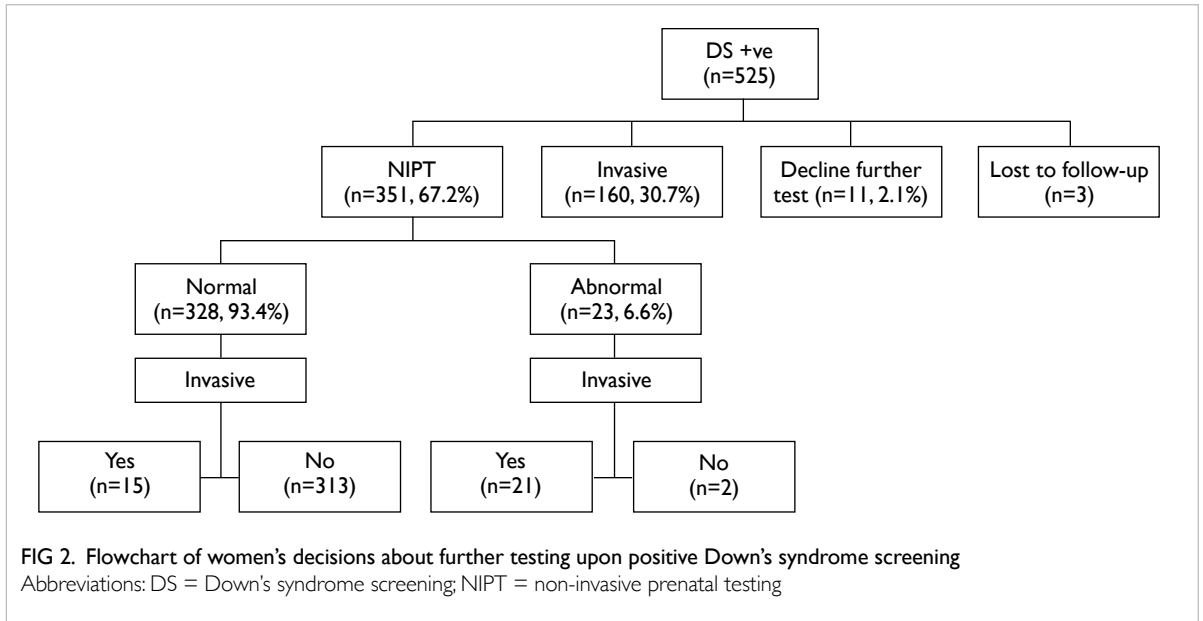 DS +ve
(n=525)
NIPT
(n=351, 67.2%)
Invasive
(n=160, 30.7%)
Decline further
test (n=11, 2.1%)
Lost to follow-up
(n=3)
Normal
(n=328, 93.4%)
Abnormal
(n=23, 6.6%)
Invasive
Invasive
Yes
(n=15)
No
(n=313)
Yes
(n=21)
No
(n=2)
FIG 2. Flowchart of women's decisions about further testing upon positive Down's syndrome screening
Abbreviations: DS = Down's syndrome screening; NIPT = non-invasive prenatal testing